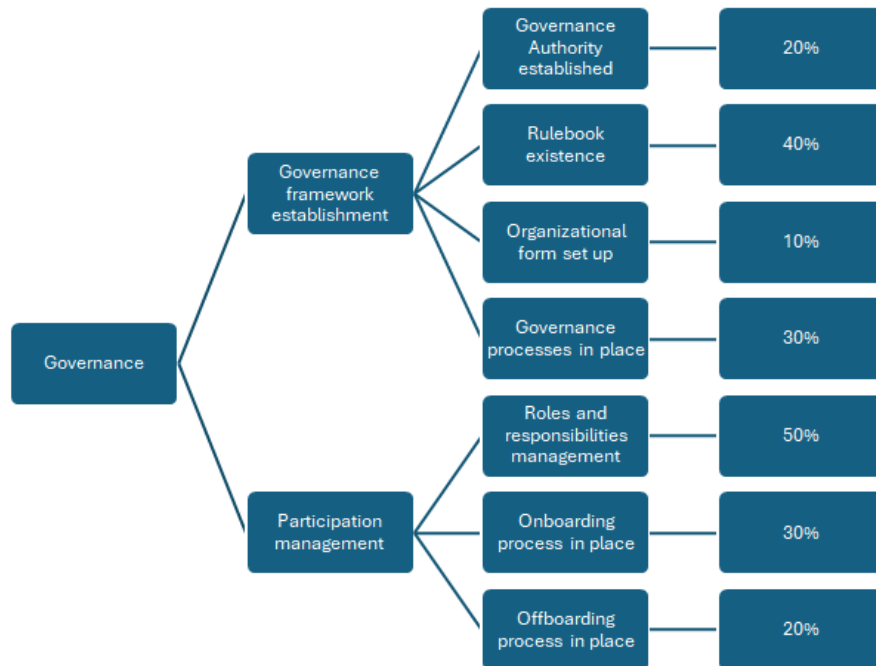 Governance
Governance
framework
establishment
Governance
Authority
established
20%
Rulebook
existence
40%
Organizational
form set up
10%
Governance
processes in place
30%
Participation
management
Roles and
responsibilities
management
50%
Onboarding
process in place
30%
Offboarding
process in place
20%